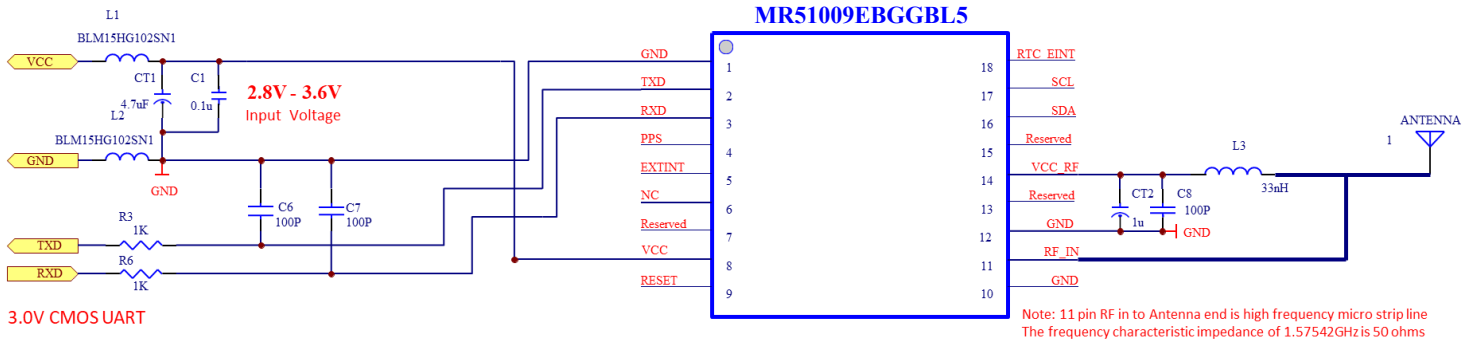 MR51009EBGGBL5
L1
BLM15HG102SN1
VCC
CT1
4.7uF
C1
0.1u
2.8V - 3.6V
Input Voltage
L2
BLM15HG102SN1
GND
GND
C6
100P
C7
100P
R3
1K
TXD
R6
1K
RXD
3.0V CMOS UART
GND
1
TXD
2
RXD
3
PPS
4
EXTINT
5
NC
6
Reserved
7
VCC
8
RESET
9
RTC_EINT
18
SCL
17
SDA
16
Reserved
15
VCC_RF
14
Reserved
13
GND
12
RF_IN
11
GND
10
CT2
1u
C8
100P
GND
L3
33nH
ANTENNA
1
Note: 11 pin RF in to Antenna end is high frequency micro strip line
The frequency characteristic impedance of 1.57542GHz is 50 ohms